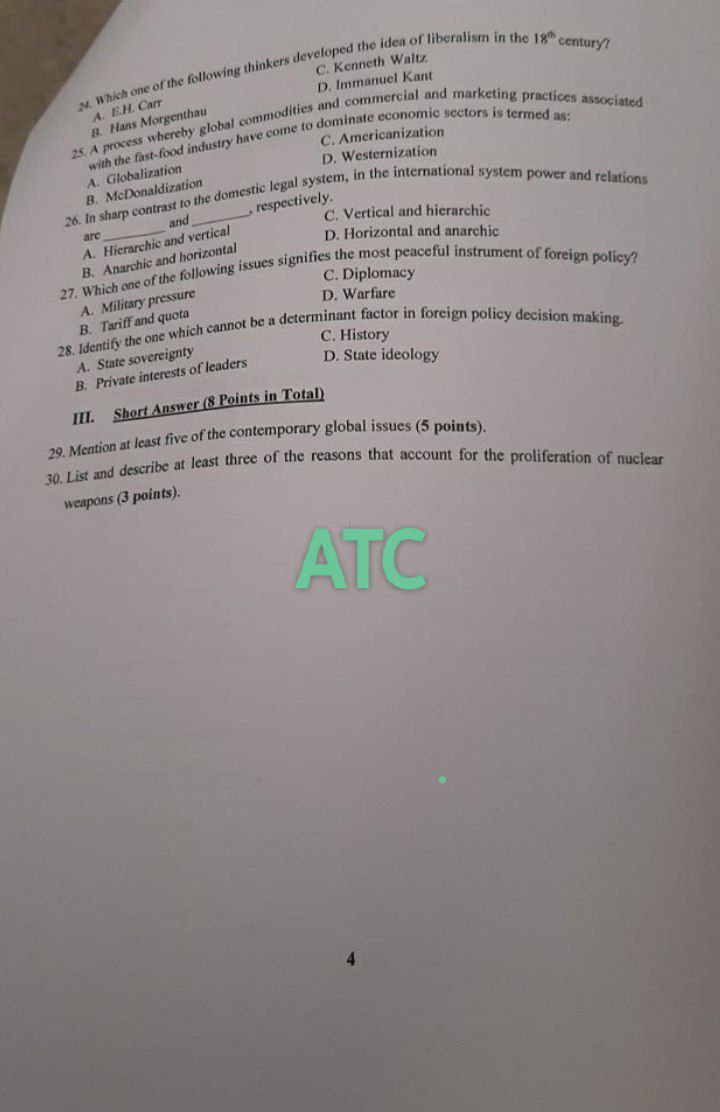 24. Which one of the following thinkers developed the idea of liberalism in the 18th century?
A. E.H. Carr C. Kenneth Waltz
B. Hans Morgenthau D. Immanuel Kant
25. A process whereby global commodities and commercial and marketing practices associated
with the fast-food industry have come to dominate economic sectors is termed as:
A. Globalization C. Americanization
B. McDonaldization D. Westernization
26. In sharp contrast to the domestic legal system, in the international system power and relations
are ________ and ________, respectively.
A. Hierarchic and vertical C. Vertical and hierarchic
B. Anarchic and horizontal D. Horizontal and anarchic
27. Which one of the following issues signifies the most peaceful instrument of foreign policy?
A. Military pressure C. Diplomacy
B. Tariff and quota D. Warfare
28. Identify the one which cannot be a determinant factor in foreign policy decision making.
A. State sovereignty C. History
B. Private interests of leaders D. State ideology
III. Short Answer (8 Points in Total)
29. Mention at least five of the contemporary global issues (5 points).
30. List and describe at least three of the reasons that account for the proliferation of nuclear
weapons (3 points).
ATC
4